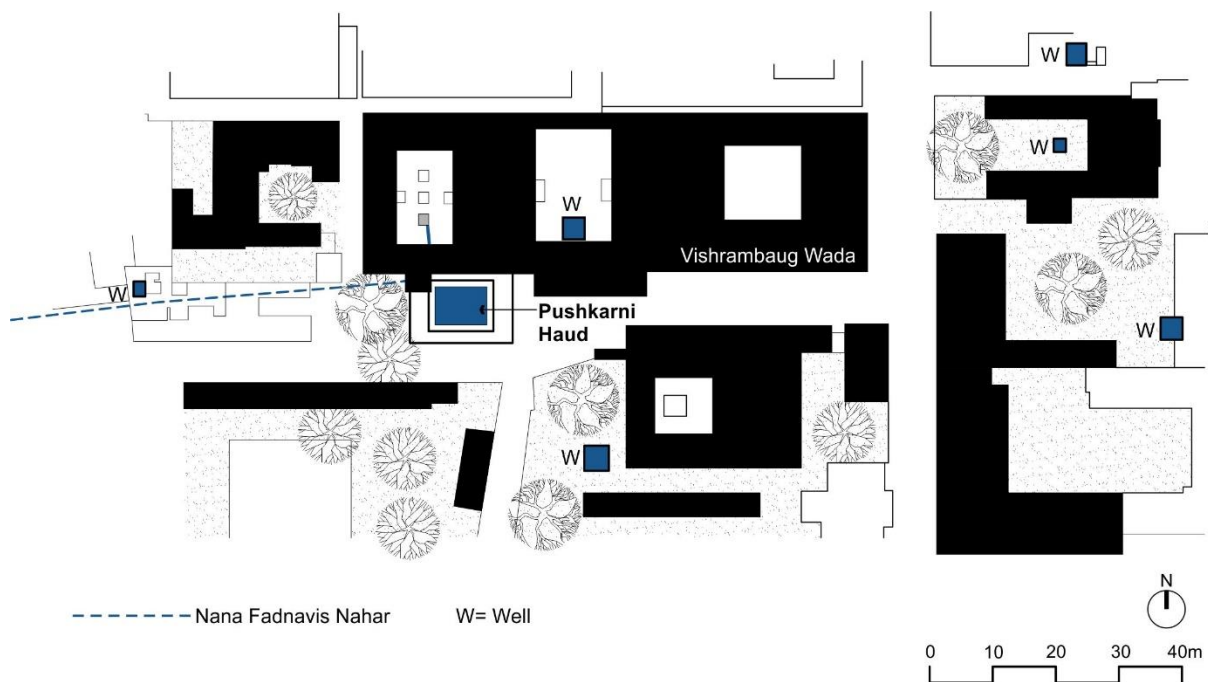 W
W
W
Vishrambaug Wada
W
Pushkarni
Haud
W
W
Nana Fadnavis Nahar
W= Well
N
0 10 20 30 40m